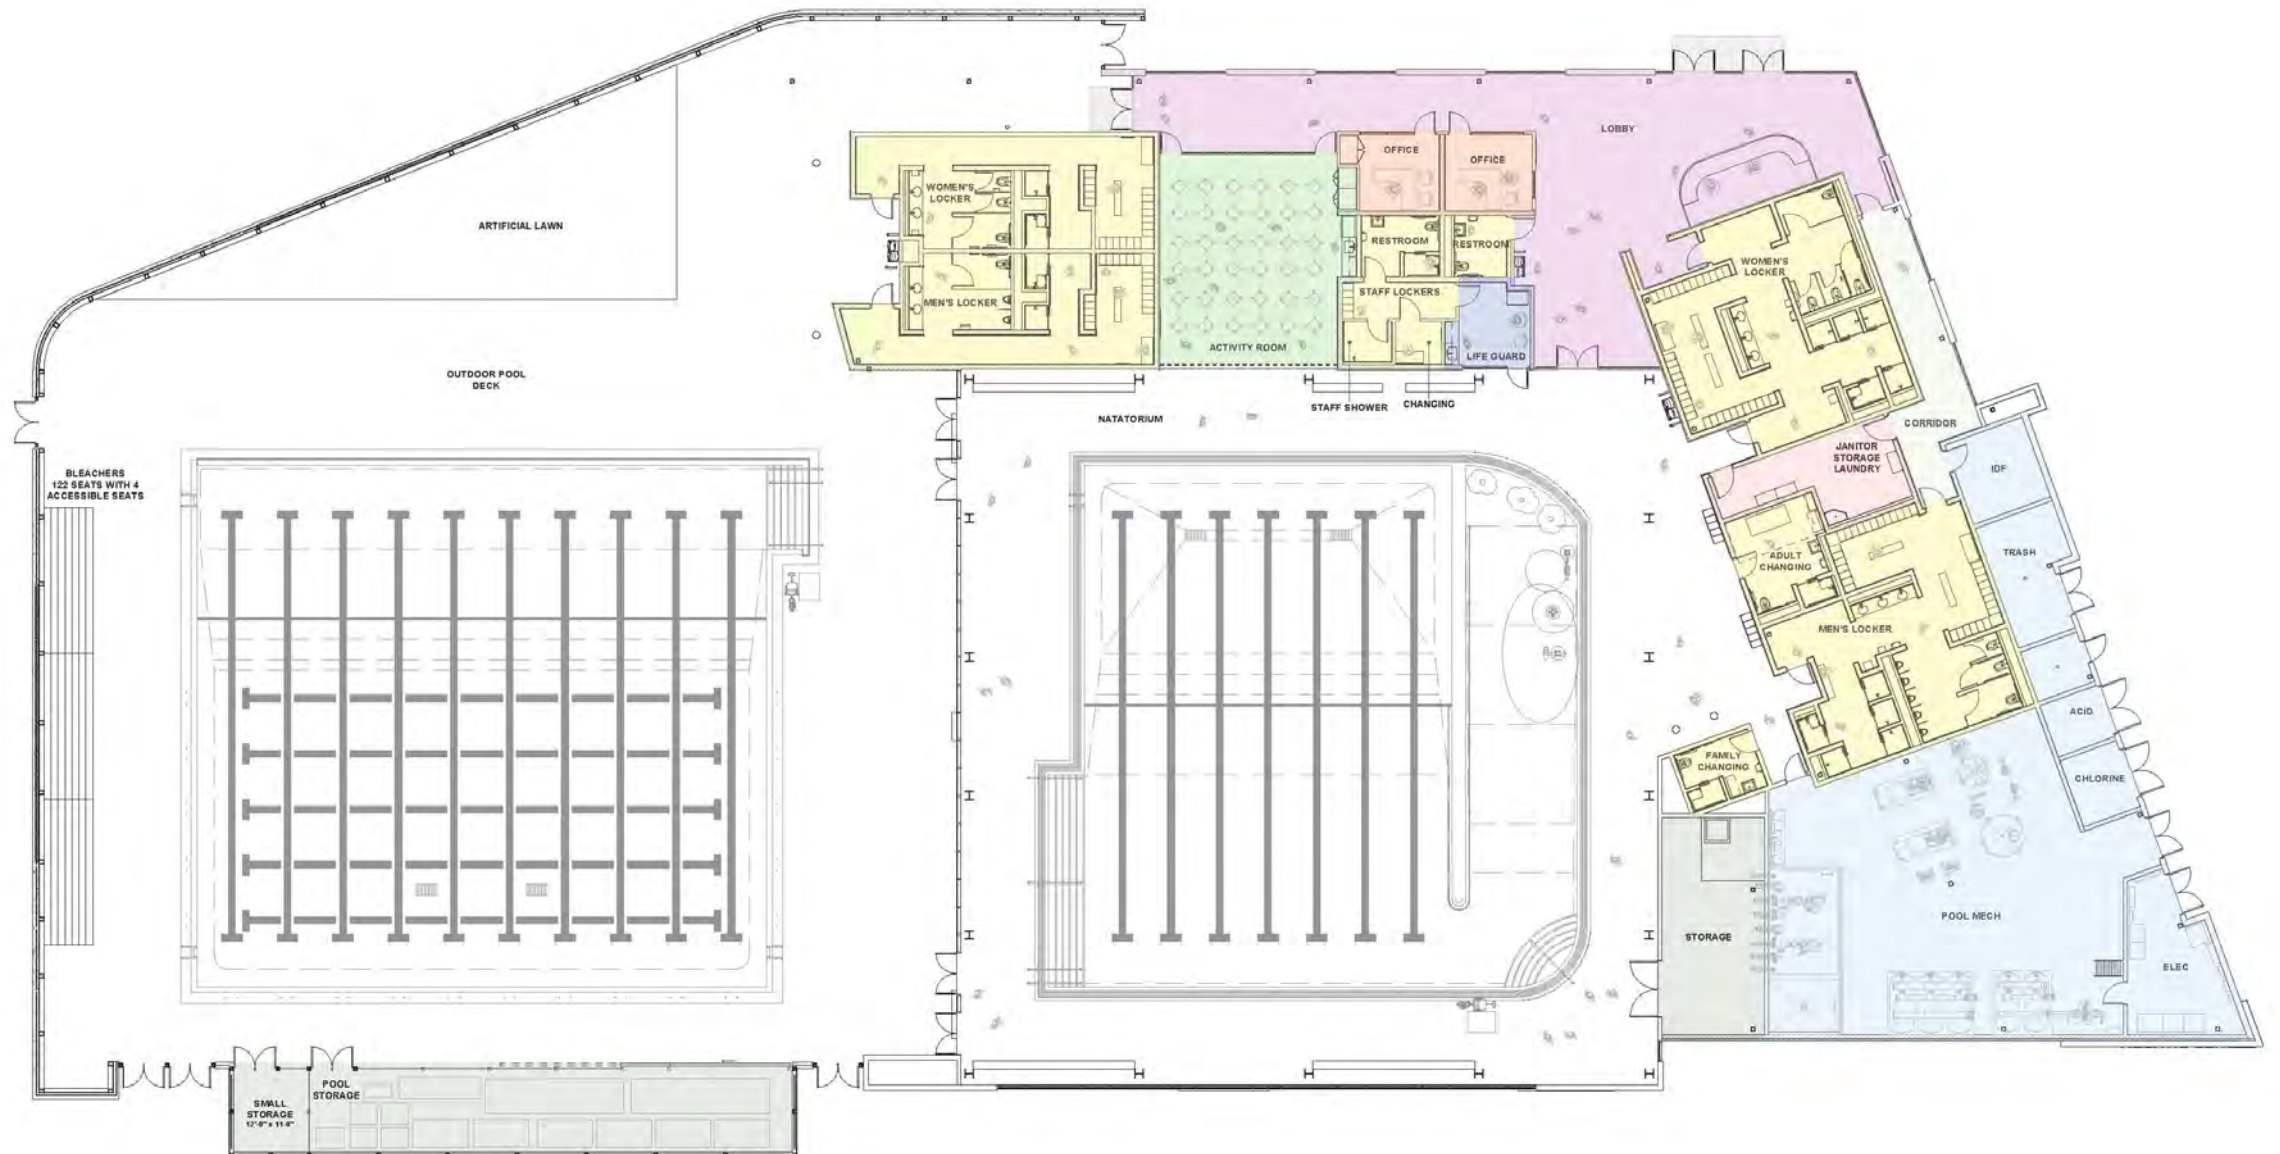 LOBBY
OFFICE
OFFICE
WOMEN'S
LOCKER
ARTIFICIAL LAWN
RESTROOM
RESTROOM
WOMEN'S
LOCKER
MEN'S LOCKER
STAFF LOCKERS
ACTIVITY ROOM
LIFE GUARD
OUTDOOR POOL
DECK
STAFF SHOWER
CHANGING
NATATORIUM
CORRIDOR
JANITOR
STORAGE
LAUNDRY
IDF
BLEACHERS
122 SEATS WITH 4
ACCESSIBLE SEATS
ADULT
CHANGING
TRASH
MEN'S LOCKER
ACID
FAMILY
CHANGING
CHLORINE
POOL MECH
STORAGE
ELEC
POOL
STORAGE
SMALL
STORAGE